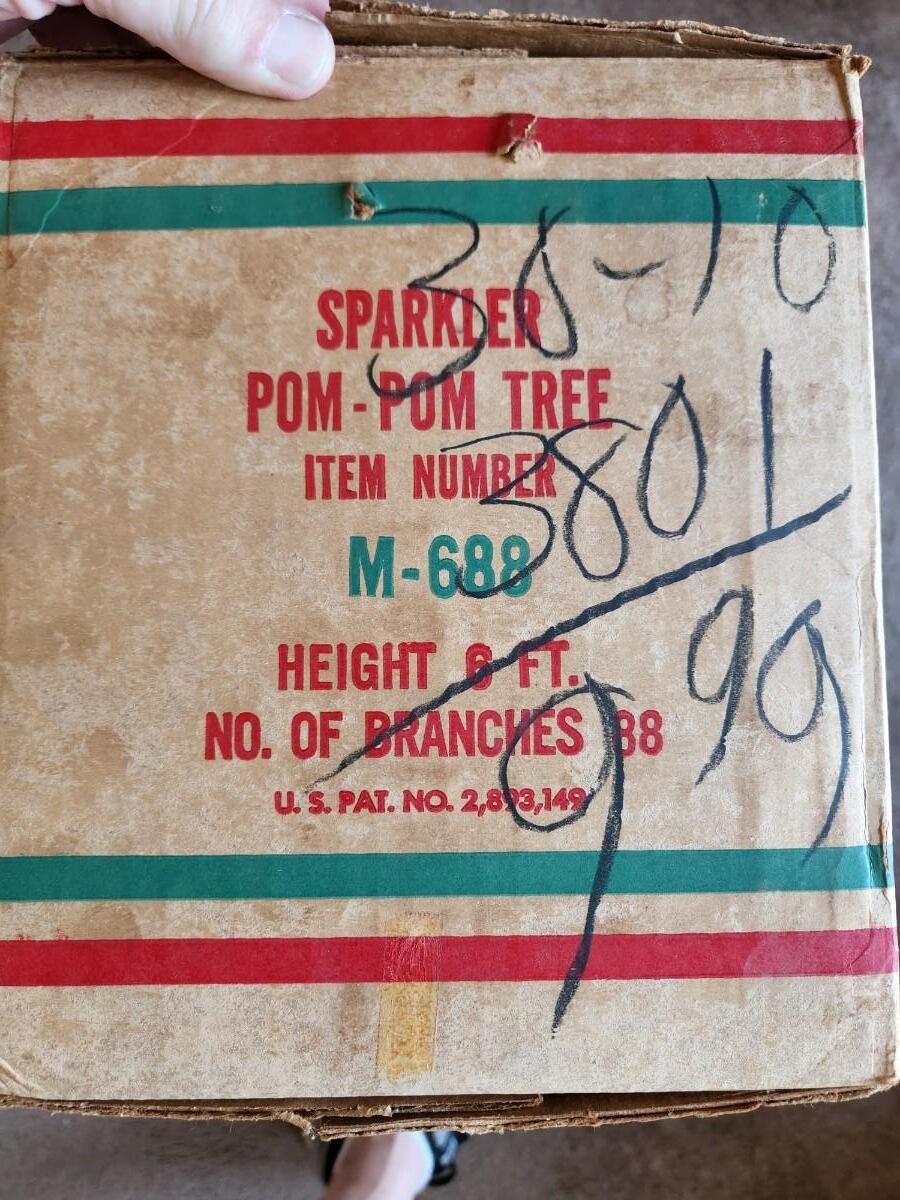 38-10
SPARKLER
POM-POM TREE
3801
ITEM NUMBER
M-688
HEIGHT 6 FT.
999
NO. OF BRANCHES 88
U. S. PAT. NO. 2,893,149